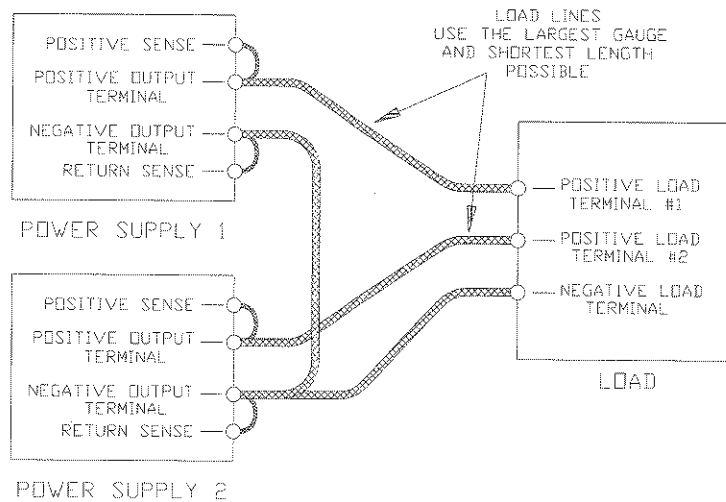 LOAD LINES
USE THE LARGEST GAUGE
AND SHORTEST LENGTH
POSSIBLE
POSITIVE SENSE
POSITIVE OUTPUT
TERMINAL
NEGATIVE OUTPUT
TERMINAL
RETURN SENSE
POWER SUPPLY 1
POSITIVE LOAD
TERMINAL #1
POSITIVE LOAD
TERMINAL #2
NEGATIVE LOAD
TERMINAL
LOAD
POSITIVE SENSE
POSITIVE OUTPUT
TERMINAL
NEGATIVE OUTPUT
TERMINAL
RETURN SENSE
POWER SUPPLY 2